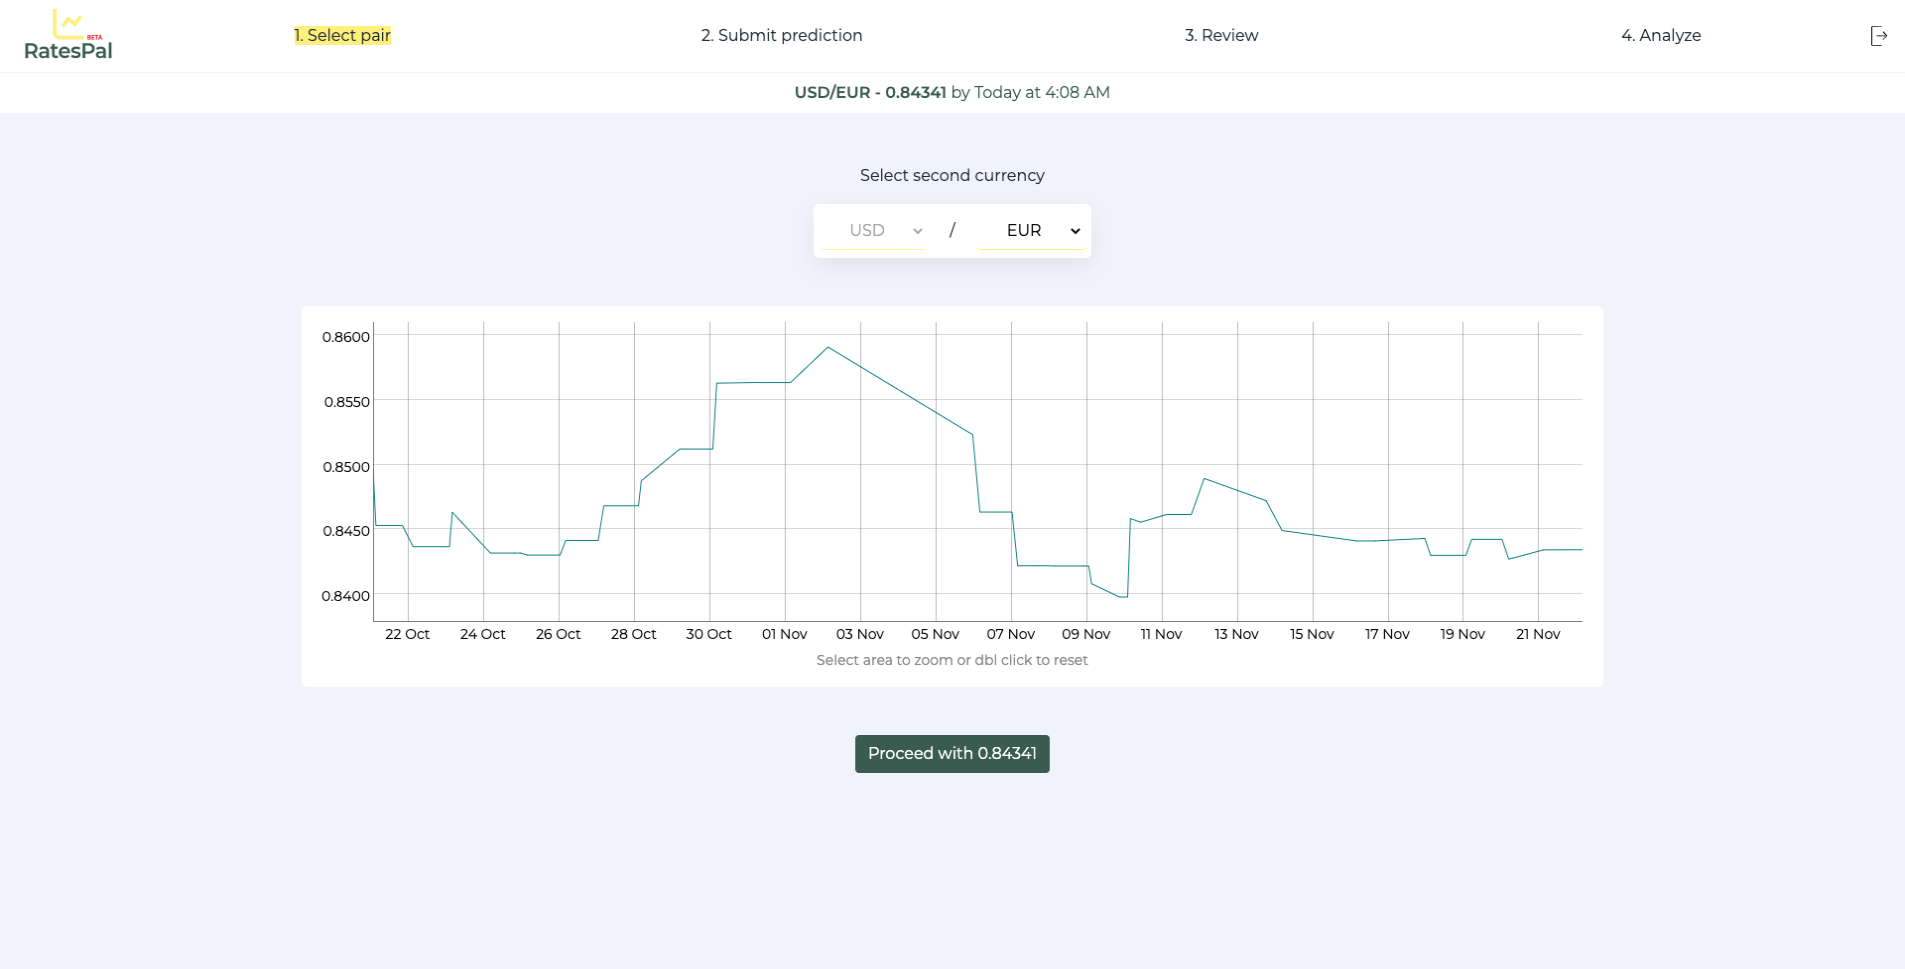 BETA
RatesPal
1. Select pair
2. Submit prediction
3. Review
4. Analyze
USD/EUR - 0.84341 by Today at 4:08 AM
Select second currency
USD / EUR
0.8600
0.8550
0.8500
0.8450
0.8400
22 Oct 24 Oct 26 Oct 28 Oct 30 Oct 01 Nov 03 Nov 05 Nov 07 Nov 09 Nov 11 Nov 13 Nov 15 Nov 17 Nov 19 Nov 21 Nov
Select area to zoom or dbl click to reset
Proceed with 0.84341